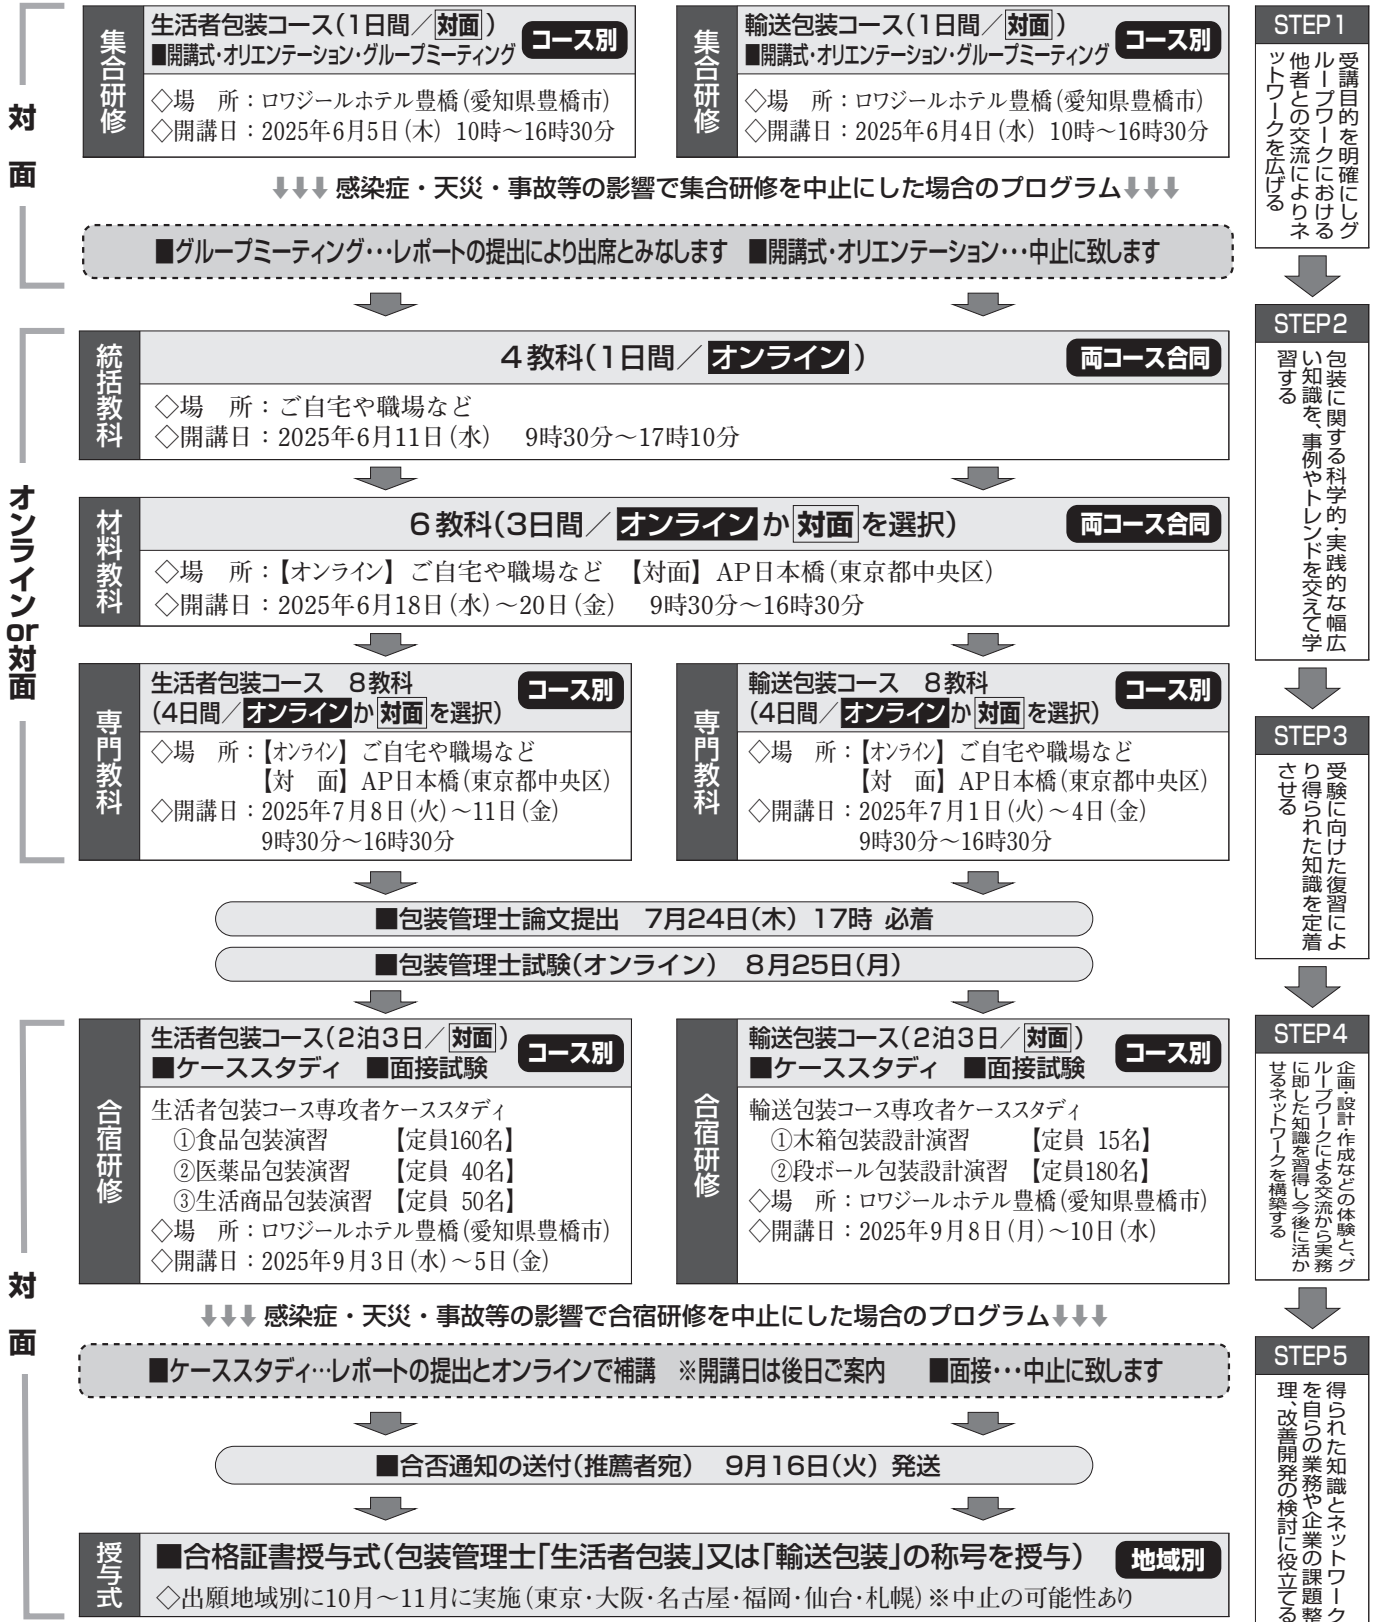 対面
集合研修
生活者包装コース（1日間／対面）
コース別
■開講式・オリエンテーション・グループミーティング
◇場　所：ロワジールホテル豊橋（愛知県豊橋市）
◇開講日：2025年6月5日（木） 10時～16時30分
集合研修
輸送包装コース（1日間／対面）
コース別
■開講式・オリエンテーション・グループミーティング
◇場　所：ロワジールホテル豊橋（愛知県豊橋市）
◇開講日：2025年6月4日（水） 10時～16時30分
⬇⬇⬇感染症・天災・事故等の影響で集合研修を中止にした場合のプログラム⬇⬇⬇
■グループミーティング・・・レポートの提出により出席とみなします　■開講式・オリエンテーション・・・中止に致します
オンラインor対面
統括教科
4教科（1日間／オンライン）
両コース合同
◇場　所：ご自宅や職場など
◇開講日：2025年6月11日（水）　9時30分～17時10分
材料教科
6教科（3日間／オンラインか対面を選択）
両コース合同
◇場　所：【オンライン】ご自宅や職場など　【対面】AP日本橋（東京都中央区）
◇開講日：2025年6月18日（水）～20日（金）　9時30分～16時30分
専門教科
生活者包装コース　8教科
（4日間／オンラインか対面を選択）
コース別
◇場　所：【オンライン】ご自宅や職場など
【対　面】AP日本橋（東京都中央区）
◇開講日：2025年7月8日（火）～11日（金）
9時30分～16時30分
専門教科
輸送包装コース　8教科
（4日間／オンラインか対面を選択）
コース別
◇場　所：【オンライン】ご自宅や職場など
【対　面】AP日本橋（東京都中央区）
◇開講日：2025年7月1日（火）～4日（金）
9時30分～16時30分
■包装管理士論文提出　7月24日（木）17時 必着
■包装管理士試験（オンライン）　8月25日（月）
対面
合宿研修
生活者包装コース（2泊3日／対面）
■ケーススタディ　■面接試験
コース別
生活者包装コース専攻者ケーススタディ
①食品包装演習　【定員160名】
②医薬品包装演習　【定員 40名】
③生活商品包装演習　【定員 50名】
◇場　所：ロワジールホテル豊橋（愛知県豊橋市）
◇開講日：2025年9月3日（水）～5日（金）
合宿研修
輸送包装コース（2泊3日／対面）
■ケーススタディ　■面接試験
コース別
輸送包装コース専攻者ケーススタディ
①木箱包装設計演習　【定員 15名】
②段ボール包装設計演習　【定員180名】
◇場　所：ロワジールホテル豊橋（愛知県豊橋市）
◇開講日：2025年9月8日（月）～10日（水）
⬇⬇⬇感染症・天災・事故等の影響で合宿研修を中止にした場合のプログラム⬇⬇⬇
■ケーススタディ…レポートの提出とオンラインで補講　※開講日は後日ご案内　■面接・・・中止に致します
■合否通知の送付（推薦者宛）　9月16日（火）発送
授与式
■合格証書授与式（包装管理士「生活者包装」又は「輸送包装」の称号を授与）
地域別
◇出願地域別に10月～11月に実施（東京・大阪・名古屋・福岡・仙台・札幌）※中止の可能性あり
STEP1
受講目的を明確にしグ
ループワークにおける
他者との交流によりネ
ットワークを広げる
STEP2
包装に関する科学的・実践的な幅広
い知識を、事例やトレンドを交えて学
習する
STEP3
受験に向けた復習によ
り得られた知識を定着
させる
STEP4
企画・設計・作成などの体験と、グ
ループワークによる交流から実務
に即した知識を習得し今後に活か
せるネットワークを構築する
STEP5
得られた知識とネットワーク
を自らの業務や企業の課題整
理、改善開発の検討に役立てる